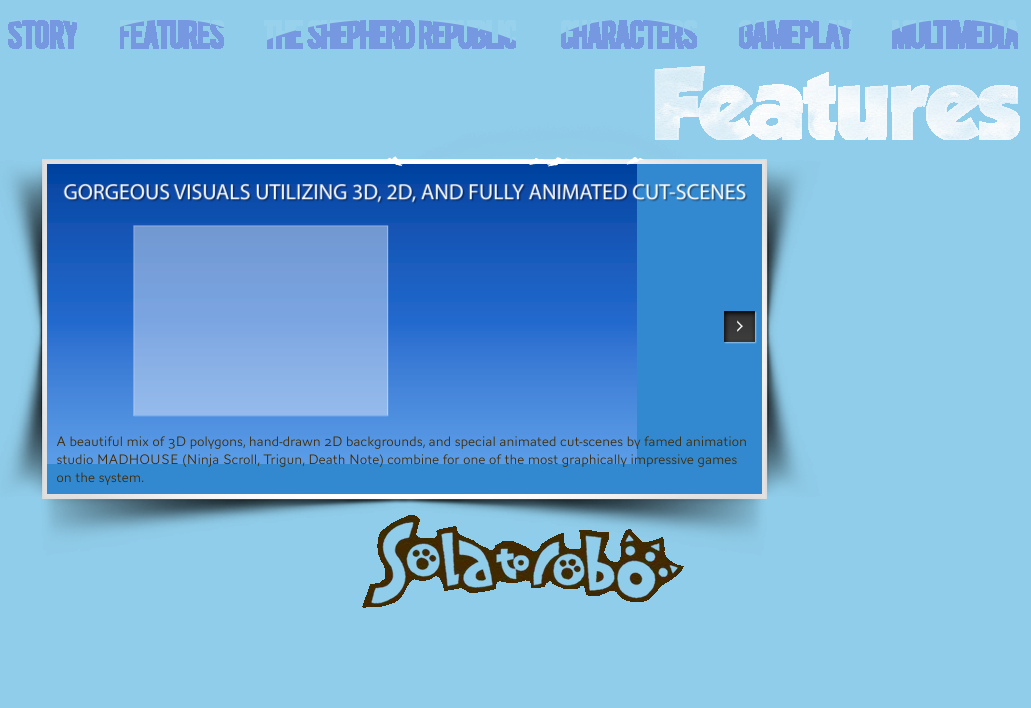 STORY FEATURES THE SHEPHERD REPUBLIC CHARACTERS GAMEPLAY MULTIMEDIA
Features
GORGEOUS VISUALS UTILIZING 3D, 2D, AND FULLY ANIMATED CUT-SCENES
A beautiful mix of 3D polygons, hand-drawn 2D backgrounds, and special animated cut-scenes by famed animation
studio MADHOUSE (Ninja Scroll, Trigun, Death Note) combine for one of the most graphically impressive games
on the system.
Solatorobo